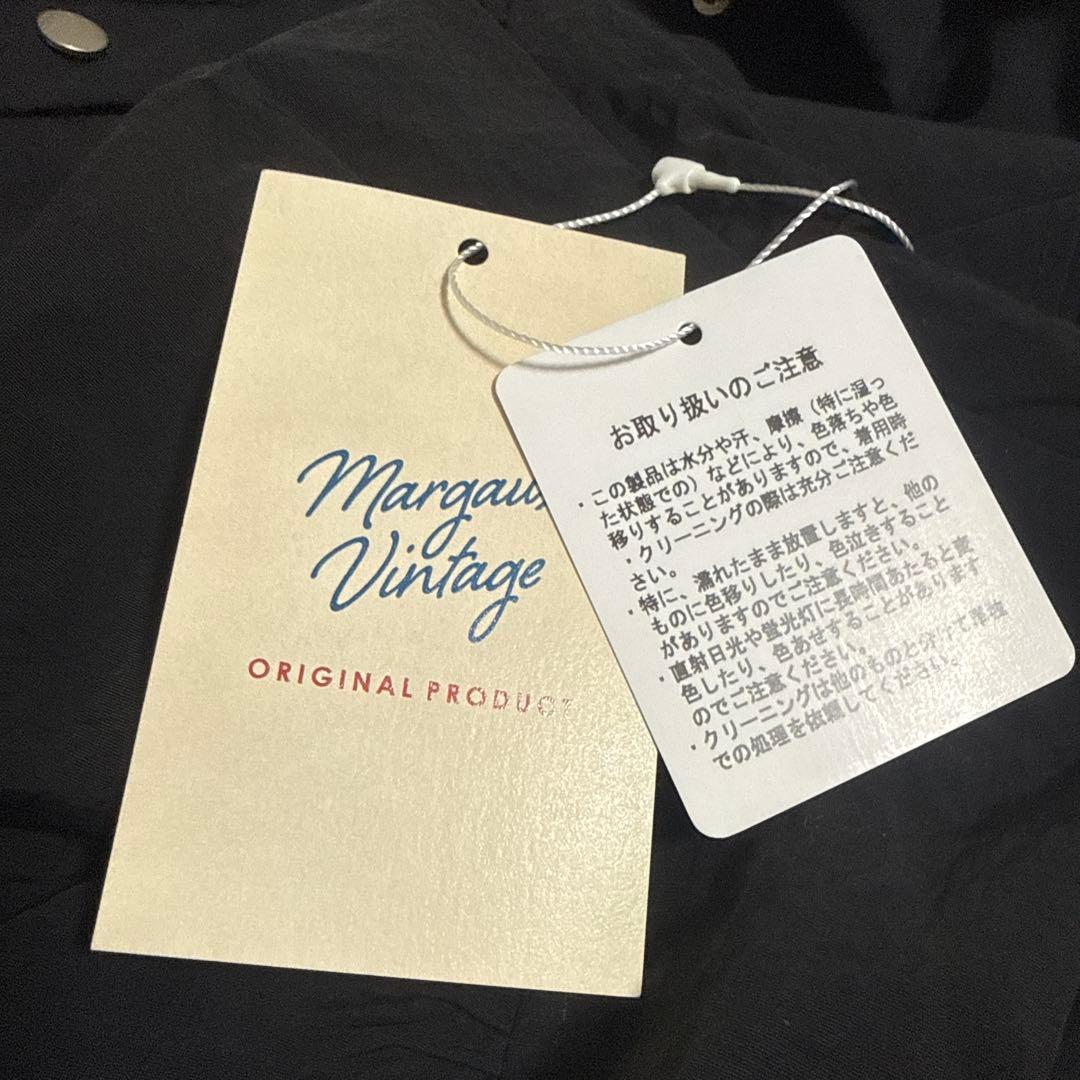 Margaux
Vintage
ORIGINAL PRODUCT
お取り扱いのご注意
・この製品は水分や汗、摩擦（特に湿っ
た状態での）などにより、色落ちや色
移りすることがありますので、着用時
・クリーニングの際は充分ご注意くだ
さい。
・特に、濡れたまま放置しますと、他の
ものに色移りしたり、色泣きすること
がありますのでご注意ください。
・直射日光や蛍光灯に長時間あたると変
色したり、色あせすることがあります
のでご注意ください。
・クリーニングは他のものと分けて単独
での処理を依頼してください。